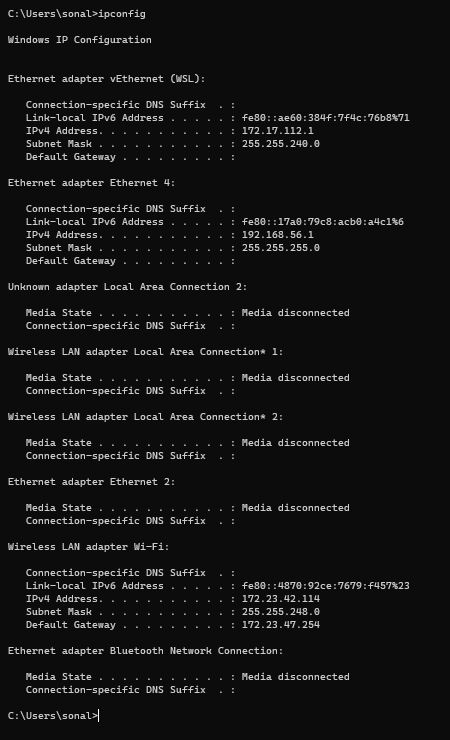 C:\Users\sonal>ipconfig
Windows IP Configuration
Ethernet adapter vEthernet (WSL):
Connection-specific DNS Suffix  . :
Link-local IPv6 Address . . . . . : fe80::ae60:384f:7f4c:76b8%71
IPv4 Address. . . . . . . . . . . : 172.17.112.1
Subnet Mask . . . . . . . . . . . : 255.255.240.0
Default Gateway . . . . . . . . . :
Ethernet adapter Ethernet 4:
Connection-specific DNS Suffix  . :
Link-local IPv6 Address . . . . . : fe80::17a0:79c8:acb0:a4c1%6
IPv4 Address. . . . . . . . . . . : 192.168.56.1
Subnet Mask . . . . . . . . . . . : 255.255.255.0
Default Gateway . . . . . . . . . :
Unknown adapter Local Area Connection 2:
Media State . . . . . . . . . . . : Media disconnected
Connection-specific DNS Suffix  . :
Wireless LAN adapter Local Area Connection* 1:
Media State . . . . . . . . . . . : Media disconnected
Connection-specific DNS Suffix  . :
Wireless LAN adapter Local Area Connection* 2:
Media State . . . . . . . . . . . : Media disconnected
Connection-specific DNS Suffix  . :
Ethernet adapter Ethernet 2:
Media State . . . . . . . . . . . : Media disconnected
Connection-specific DNS Suffix  . :
Wireless LAN adapter Wi-Fi:
Connection-specific DNS Suffix  . :
Link-local IPv6 Address . . . . . : fe80::4870:92ce:7679:f457%23
IPv4 Address. . . . . . . . . . . : 172.23.42.114
Subnet Mask . . . . . . . . . . . : 255.255.248.0
Default Gateway . . . . . . . . . : 172.23.47.254
Ethernet adapter Bluetooth Network Connection:
Media State . . . . . . . . . . . : Media disconnected
Connection-specific DNS Suffix  . :
C:\Users\sonal>